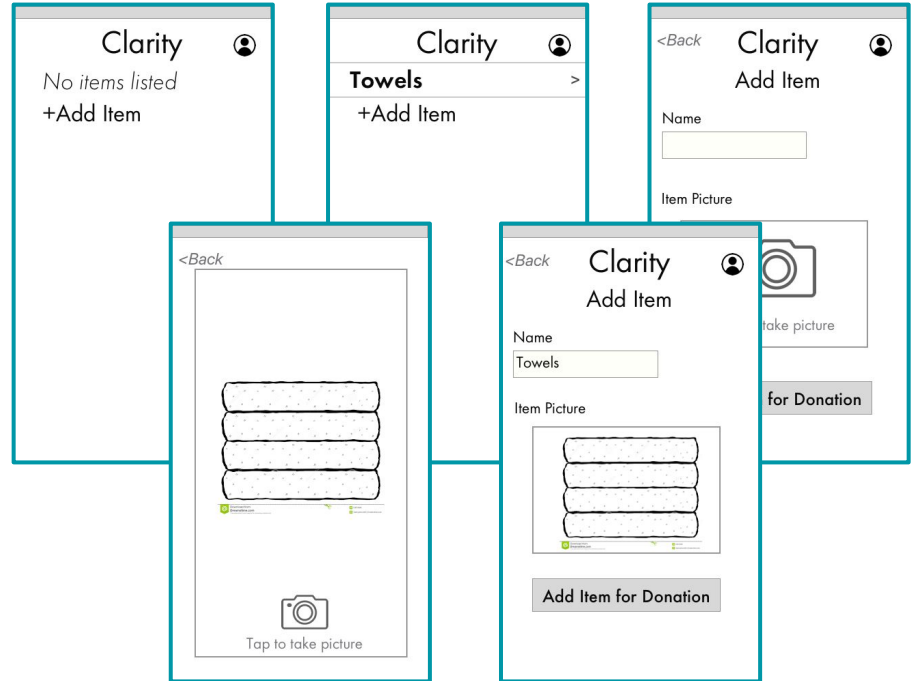 Clarity
No items listed
+Add Item
Clarity
Towels >
+Add Item
<Back Clarity
Add Item
Name
Item Picture
take picture
for Donation
<Back
Tap to take picture
<Back Clarity
Add Item
Name
Towels
Item Picture
Add Item for Donation